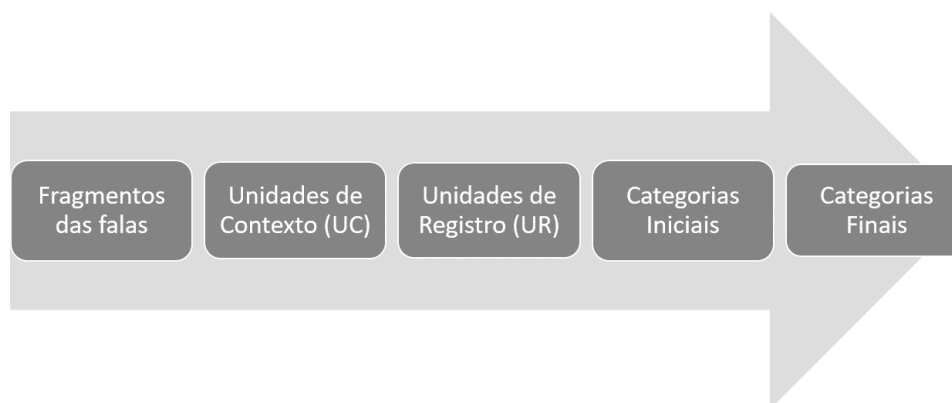 Fragmentos
das falas
Unidades de
Contexto (UC)
Unidades de
Registro (UR)
Categorias
Iniciais
Categorias
Finais